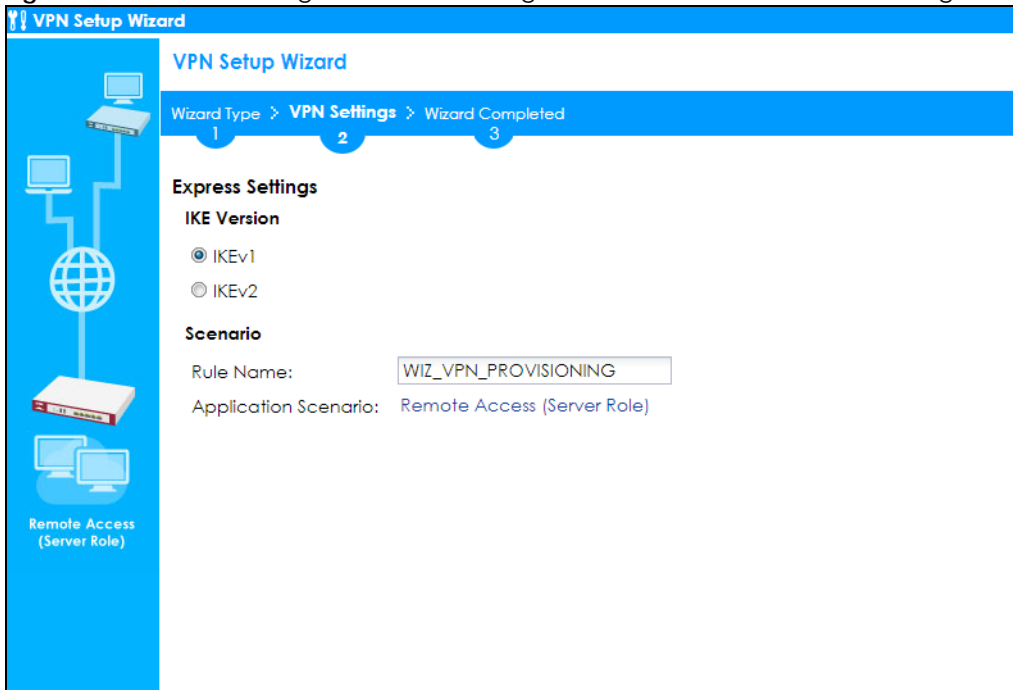 VPN Setup Wizard
VPN Setup Wizard
Wizard Type > VPN Settings > Wizard Completed
1 2 3
Express Settings
IKE Version
IKEv1
IKEv2
Scenario
Rule Name: WIZ_VPN_PROVISIONING
Application Scenario: Remote Access (Server Role)
Remote Access
(Server Role)